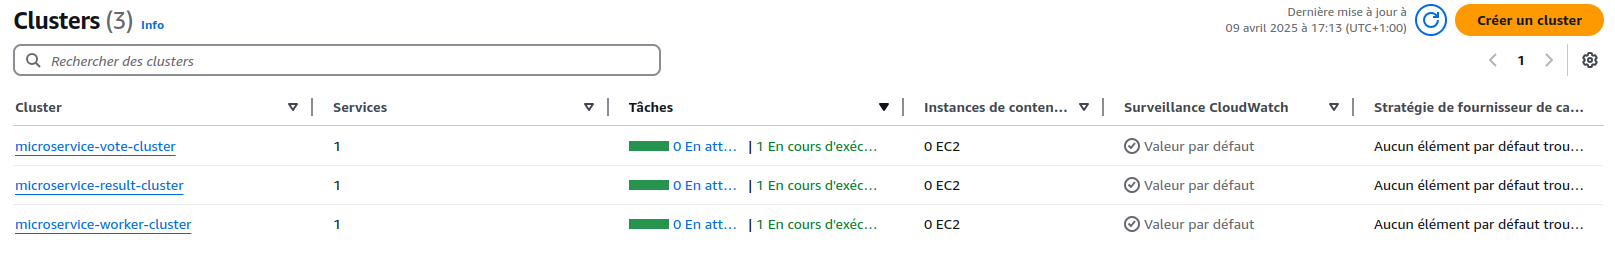 Clusters (3) Info
Dernière mise à jour à
09 avril 2025 à 17:13 (UTC+1:00)
Créer un cluster
Rechercher des clusters
1
Cluster Services Tâches Instances de conten... Surveillance CloudWatch Stratégie de fournisseur de ca...
microservice-vote-cluster 1 0 En att... | 1 En cours d'exéc... 0 EC2 Valeur par défaut Aucun élément par défaut trou...
microservice-result-cluster 1 0 En att... | 1 En cours d'exéc... 0 EC2 Valeur par défaut Aucun élément par défaut trou...
microservice-worker-cluster 1 0 En att... | 1 En cours d'exéc... 0 EC2 Valeur par défaut Aucun élément par défaut trou...